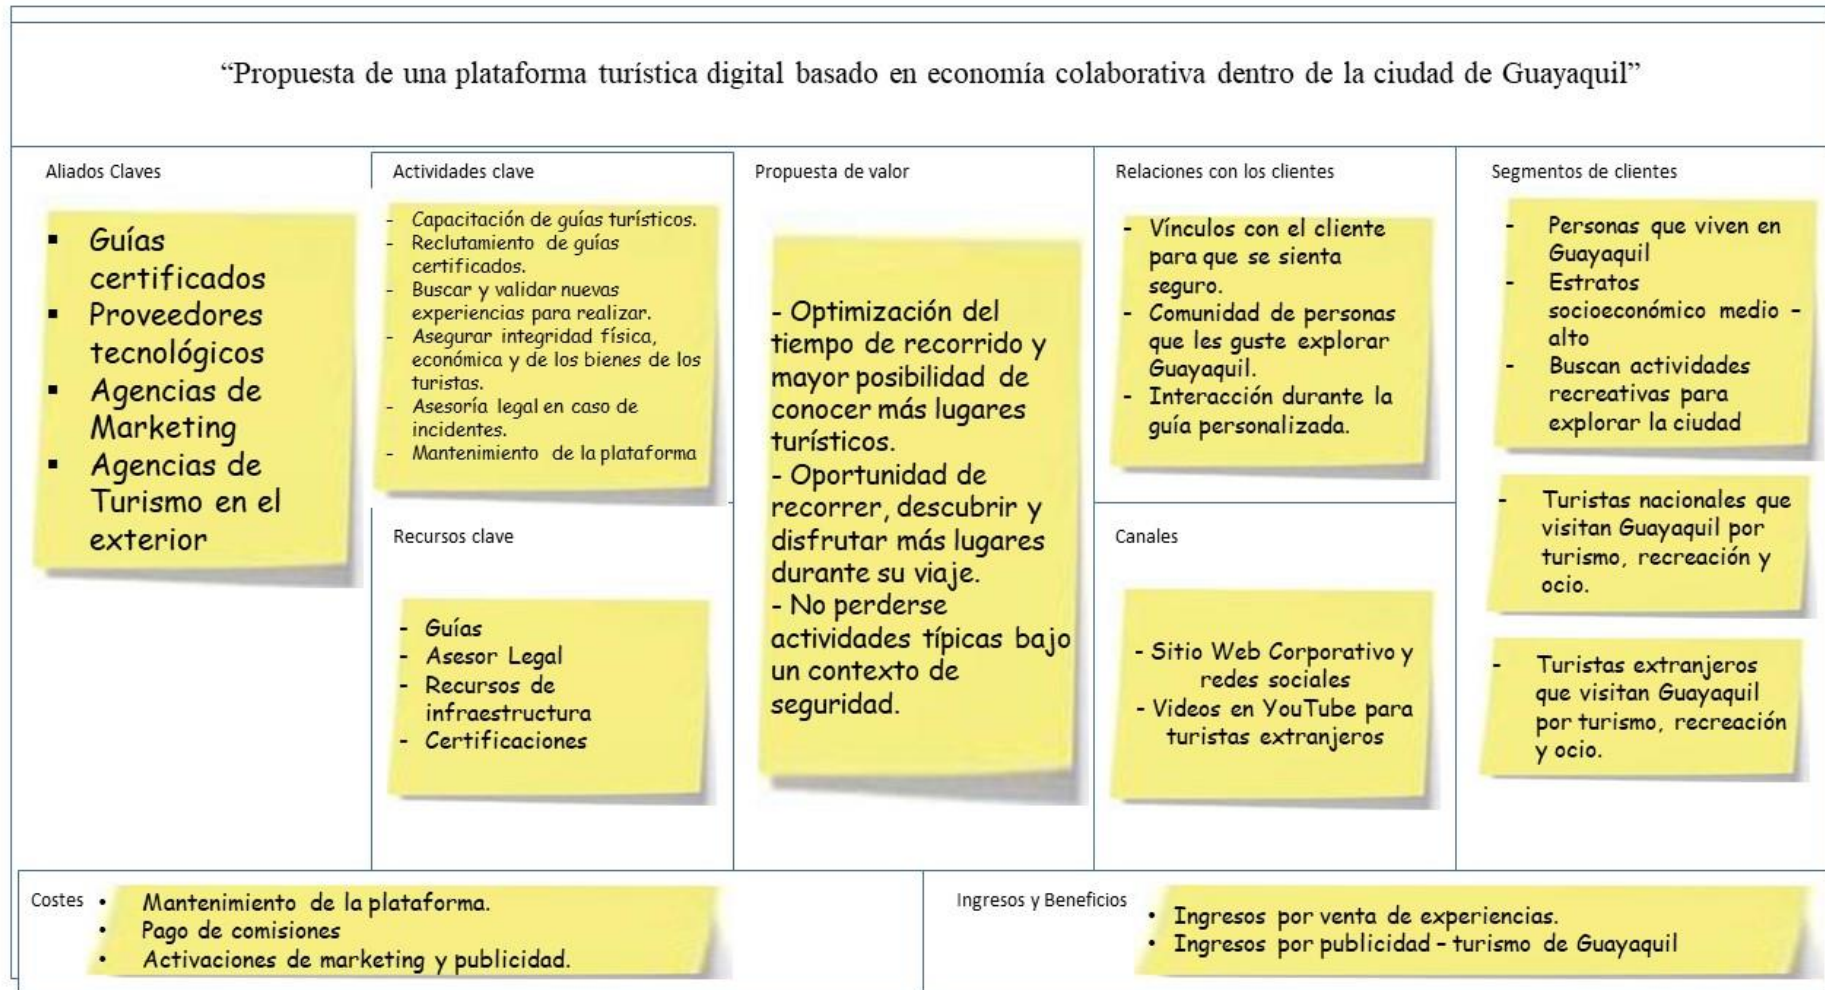 “Propuesta de una plataforma turística digital basado en economía colaborativa dentro de la ciudad de Guayaquil”
Aliados Claves
▪ Guías
certificados
▪ Proveedores
tecnológicos
▪ Agencias de
Marketing
▪ Agencias de
Turismo en el
exterior
Actividades clave
- Capacitación de guías turísticos.
- Reclutamiento de guías
certificados.
- Buscar y validar nuevas
experiencias para realizar.
- Asegurar integridad física,
económica y de los bienes de los
turistas.
- Asesoría legal en caso de
incidentes.
- Mantenimiento de la plataforma
Recursos clave
- Guías
- Asesor Legal
- Recursos de
infraestructura
- Certificaciones
Propuesta de valor
- Optimización del
tiempo de recorrido y
mayor posibilidad de
conocer más lugares
turísticos.
- Oportunidad de
recorrer, descubrir y
disfrutar más lugares
durante su viaje.
- No perderse
actividades típicas bajo
un contexto de
seguridad.
Relaciones con los clientes
- Vínculos con el cliente
para que se sienta
seguro.
- Comunidad de personas
que les guste explorar
Guayaquil.
- Interacción durante la
guía personalizada.
Canales
- Sitio Web Corporativo y
redes sociales
- Videos en YouTube para
turistas extranjeros
Segmentos de clientes
- Personas que viven en
Guayaquil
- Estratos
socioeconómico medio –
alto
- Buscan actividades
recreativas para
explorar la ciudad
- Turistas nacionales que
visitan Guayaquil por
turismo, recreación y
ocio.
- Turistas extranjeros
que visitan Guayaquil
por turismo, recreación
y ocio.
Costes
• Mantenimiento de la plataforma.
• Pago de comisiones
• Activaciones de marketing y publicidad.
Ingresos y Beneficios
• Ingresos por venta de experiencias.
• Ingresos por publicidad – turismo de Guayaquil